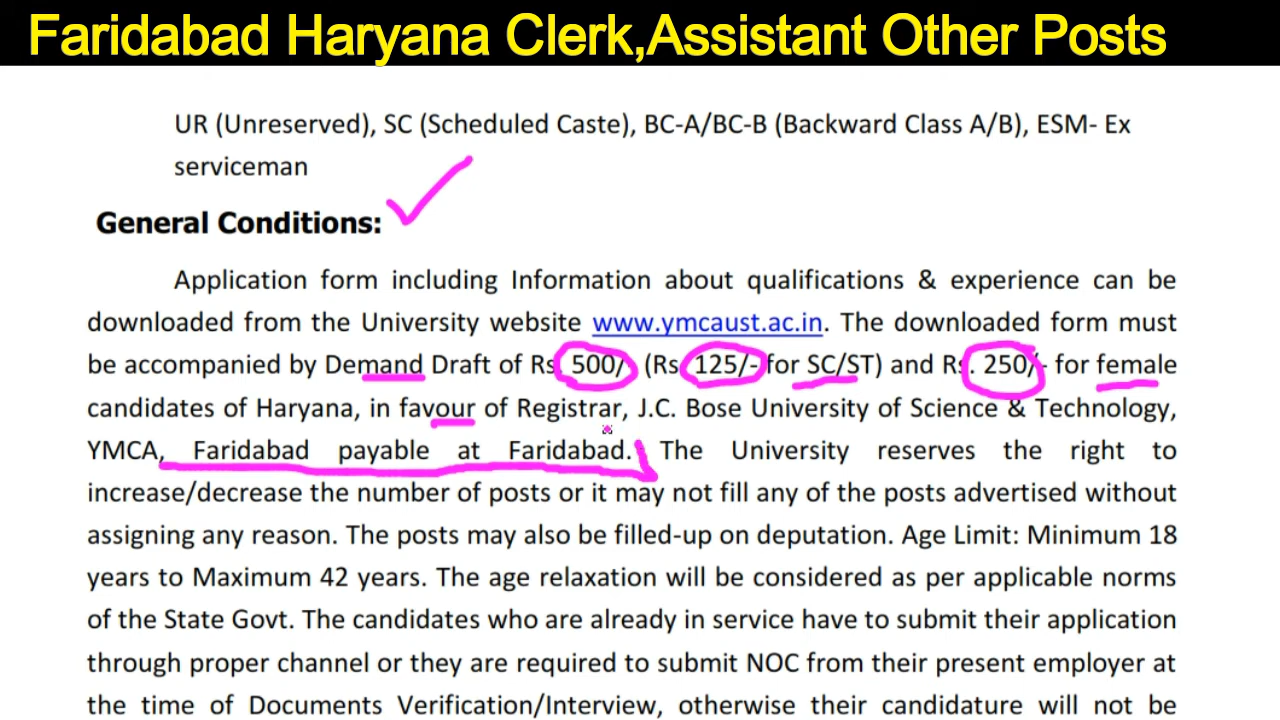 Faridabad Haryana Clerk,Assistant Other Posts
UR (Unreserved), SC (Scheduled Caste), BC-A/BC-B (Backward Class A/B), ESM- Ex
serviceman
General Conditions:
Application form including Information about qualifications & experience can be
downloaded from the University website www.ymcaust.ac.in. The downloaded form must
be accompanied by Demand Draft of Rs. 500/- (Rs. 125/- for SC/ST) and Rs. 250/- for female
candidates of Haryana, in favour of Registrar, J.C. Bose University of Science & Technology,
YMCA, Faridabad payable at Faridabad. The University reserves the right to
increase/decrease the number of posts or it may not fill any of the posts advertised without
assigning any reason. The posts may also be filled-up on deputation. Age Limit: Minimum 18
years to Maximum 42 years. The age relaxation will be considered as per applicable norms
of the State Govt. The candidates who are already in service have to submit their application
through proper channel or they are required to submit NOC from their present employer at
the time of Documents Verification/Interview, otherwise their candidature will not be